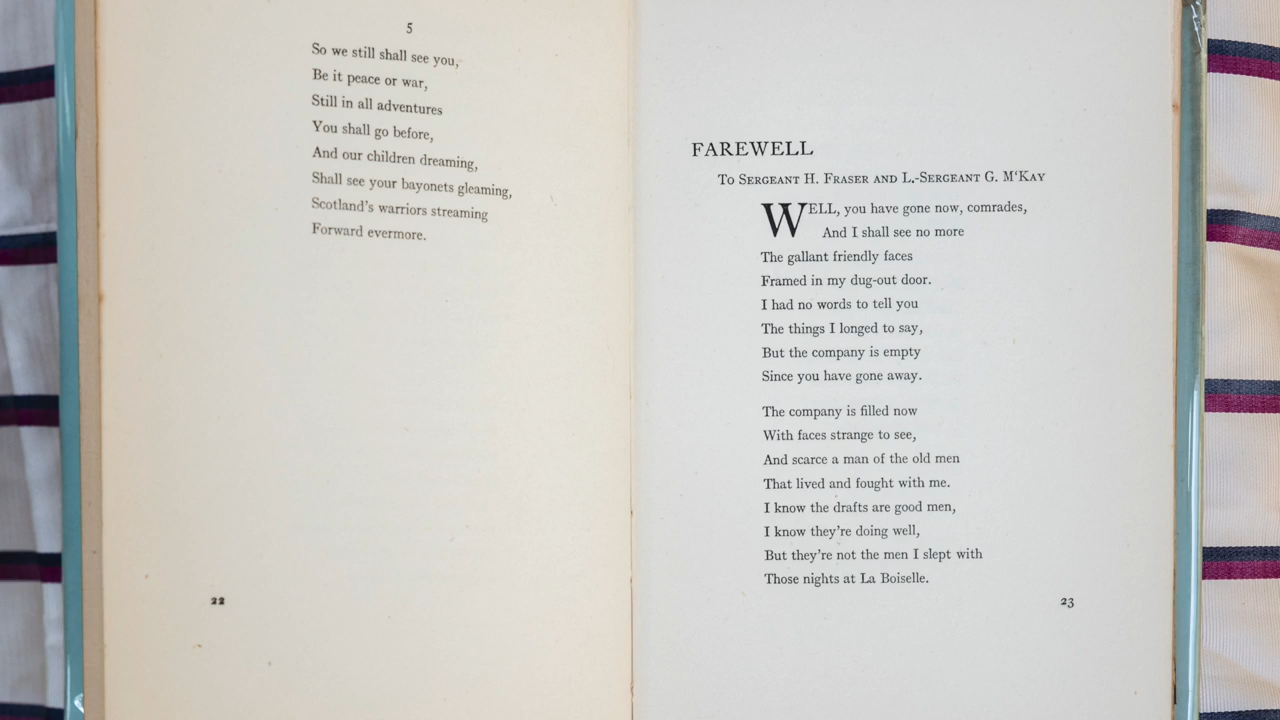 5
So we still shall see you,
Be it peace or war,
Still in all adventures
You shall go before,
And our children dreaming,
Shall see your bayonets gleaming,
Scotland's warriors streaming
Forward evermore.
22
FAREWELL
To Sergeant H. Fraser and L.-Sergeant G. M‘Kay
WELL, you have gone now, comrades,
And I shall see no more
The gallant friendly faces
Framed in my dug-out door.
I had no words to tell you
The things I longed to say,
But the company is empty
Since you have gone away.
The company is filled now
With faces strange to see,
And scarce a man of the old men
That lived and fought with me.
I know the drafts are good men,
I know they're doing well,
But they're not the men I slept with
Those nights at La Boiselle.
23